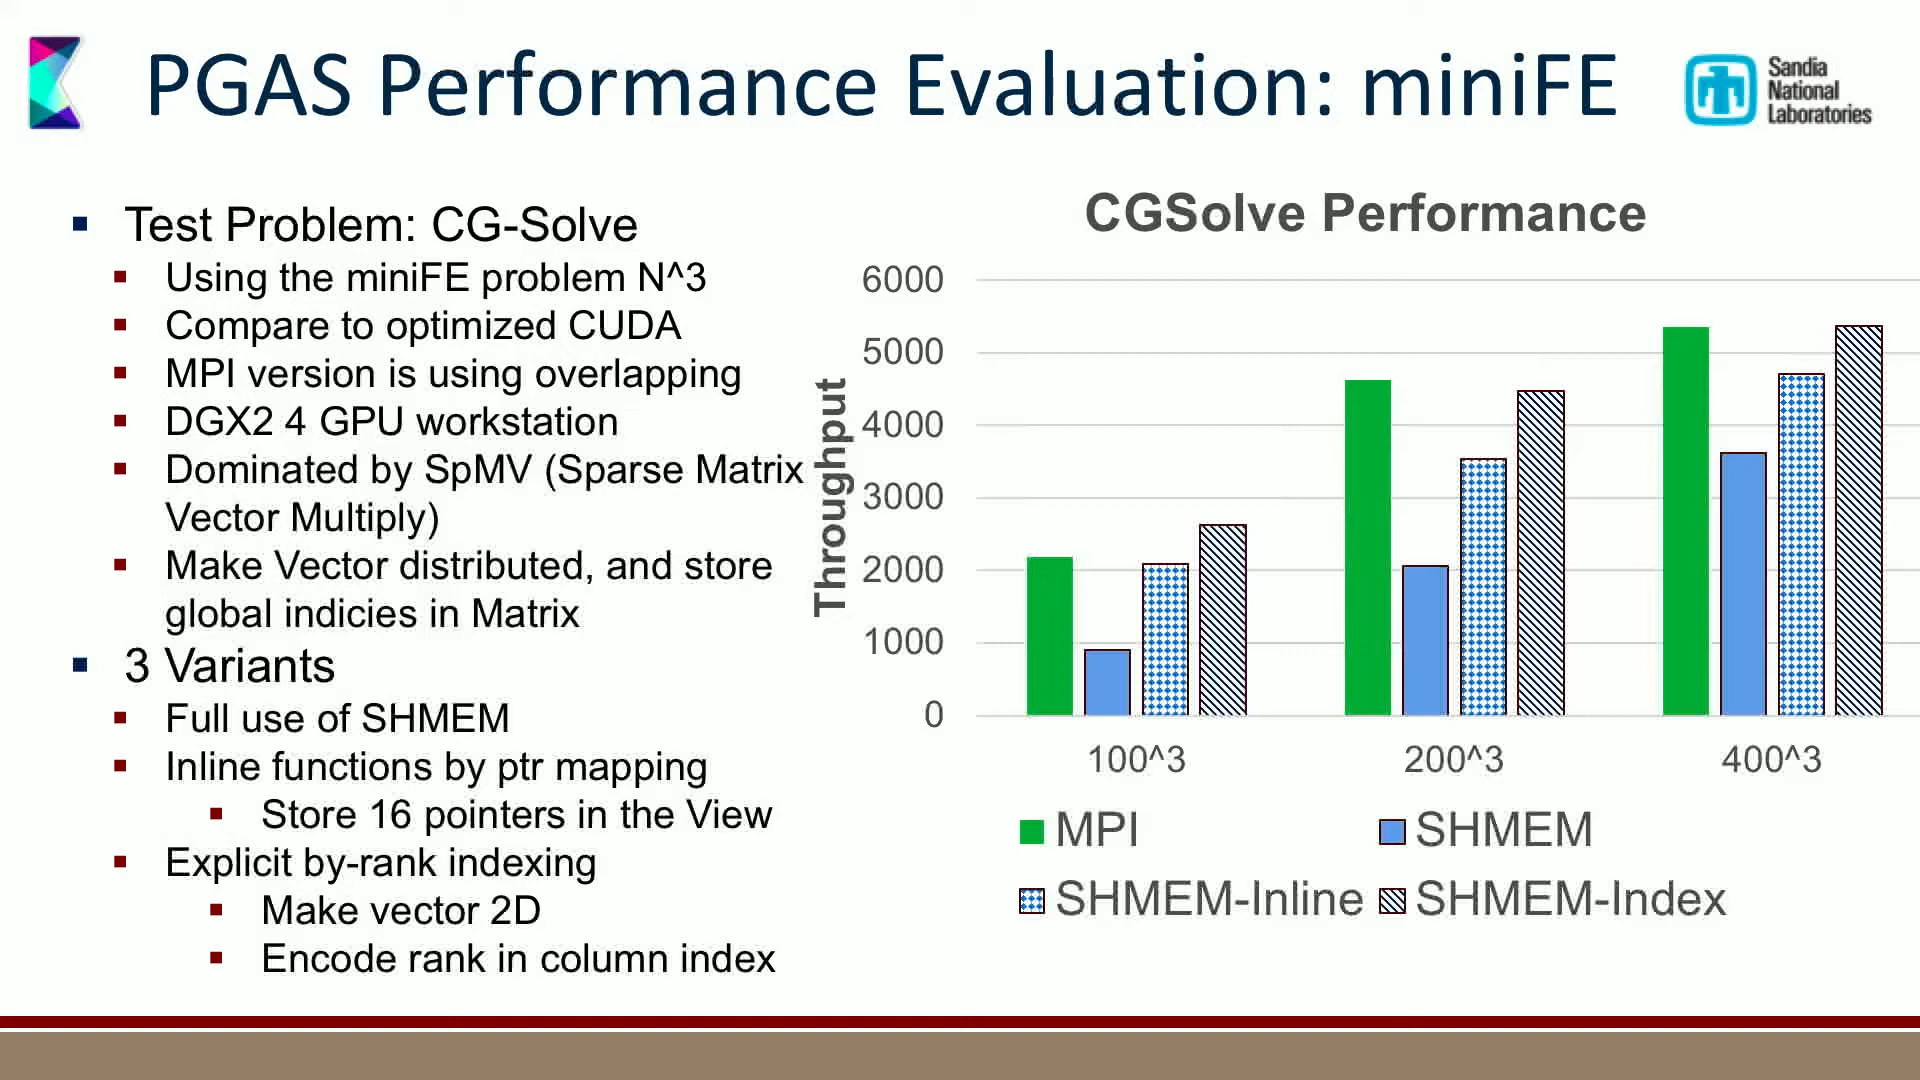 PGAS Performance Evaluation: miniFE
Sandia
National
Laboratories
Test Problem: CG-Solve
Using the miniFE problem N^3
Compare to optimized CUDA
MPI version is using overlapping
DGX2 4 GPU workstation
Dominated by SpMV (Sparse Matrix
Vector Multiply)
Make Vector distributed, and store
global indicies in Matrix
3 Variants
Full use of SHMEM
Inline functions by ptr mapping
Store 16 pointers in the View
Explicit by-rank indexing
Make vector 2D
Encode rank in column index
CGSolve Performance
Throughput
6000
5000
4000
3000
2000
1000
0
100^3 200^3 400^3
MPI SHMEM
SHMEM-Inline SHMEM-Index